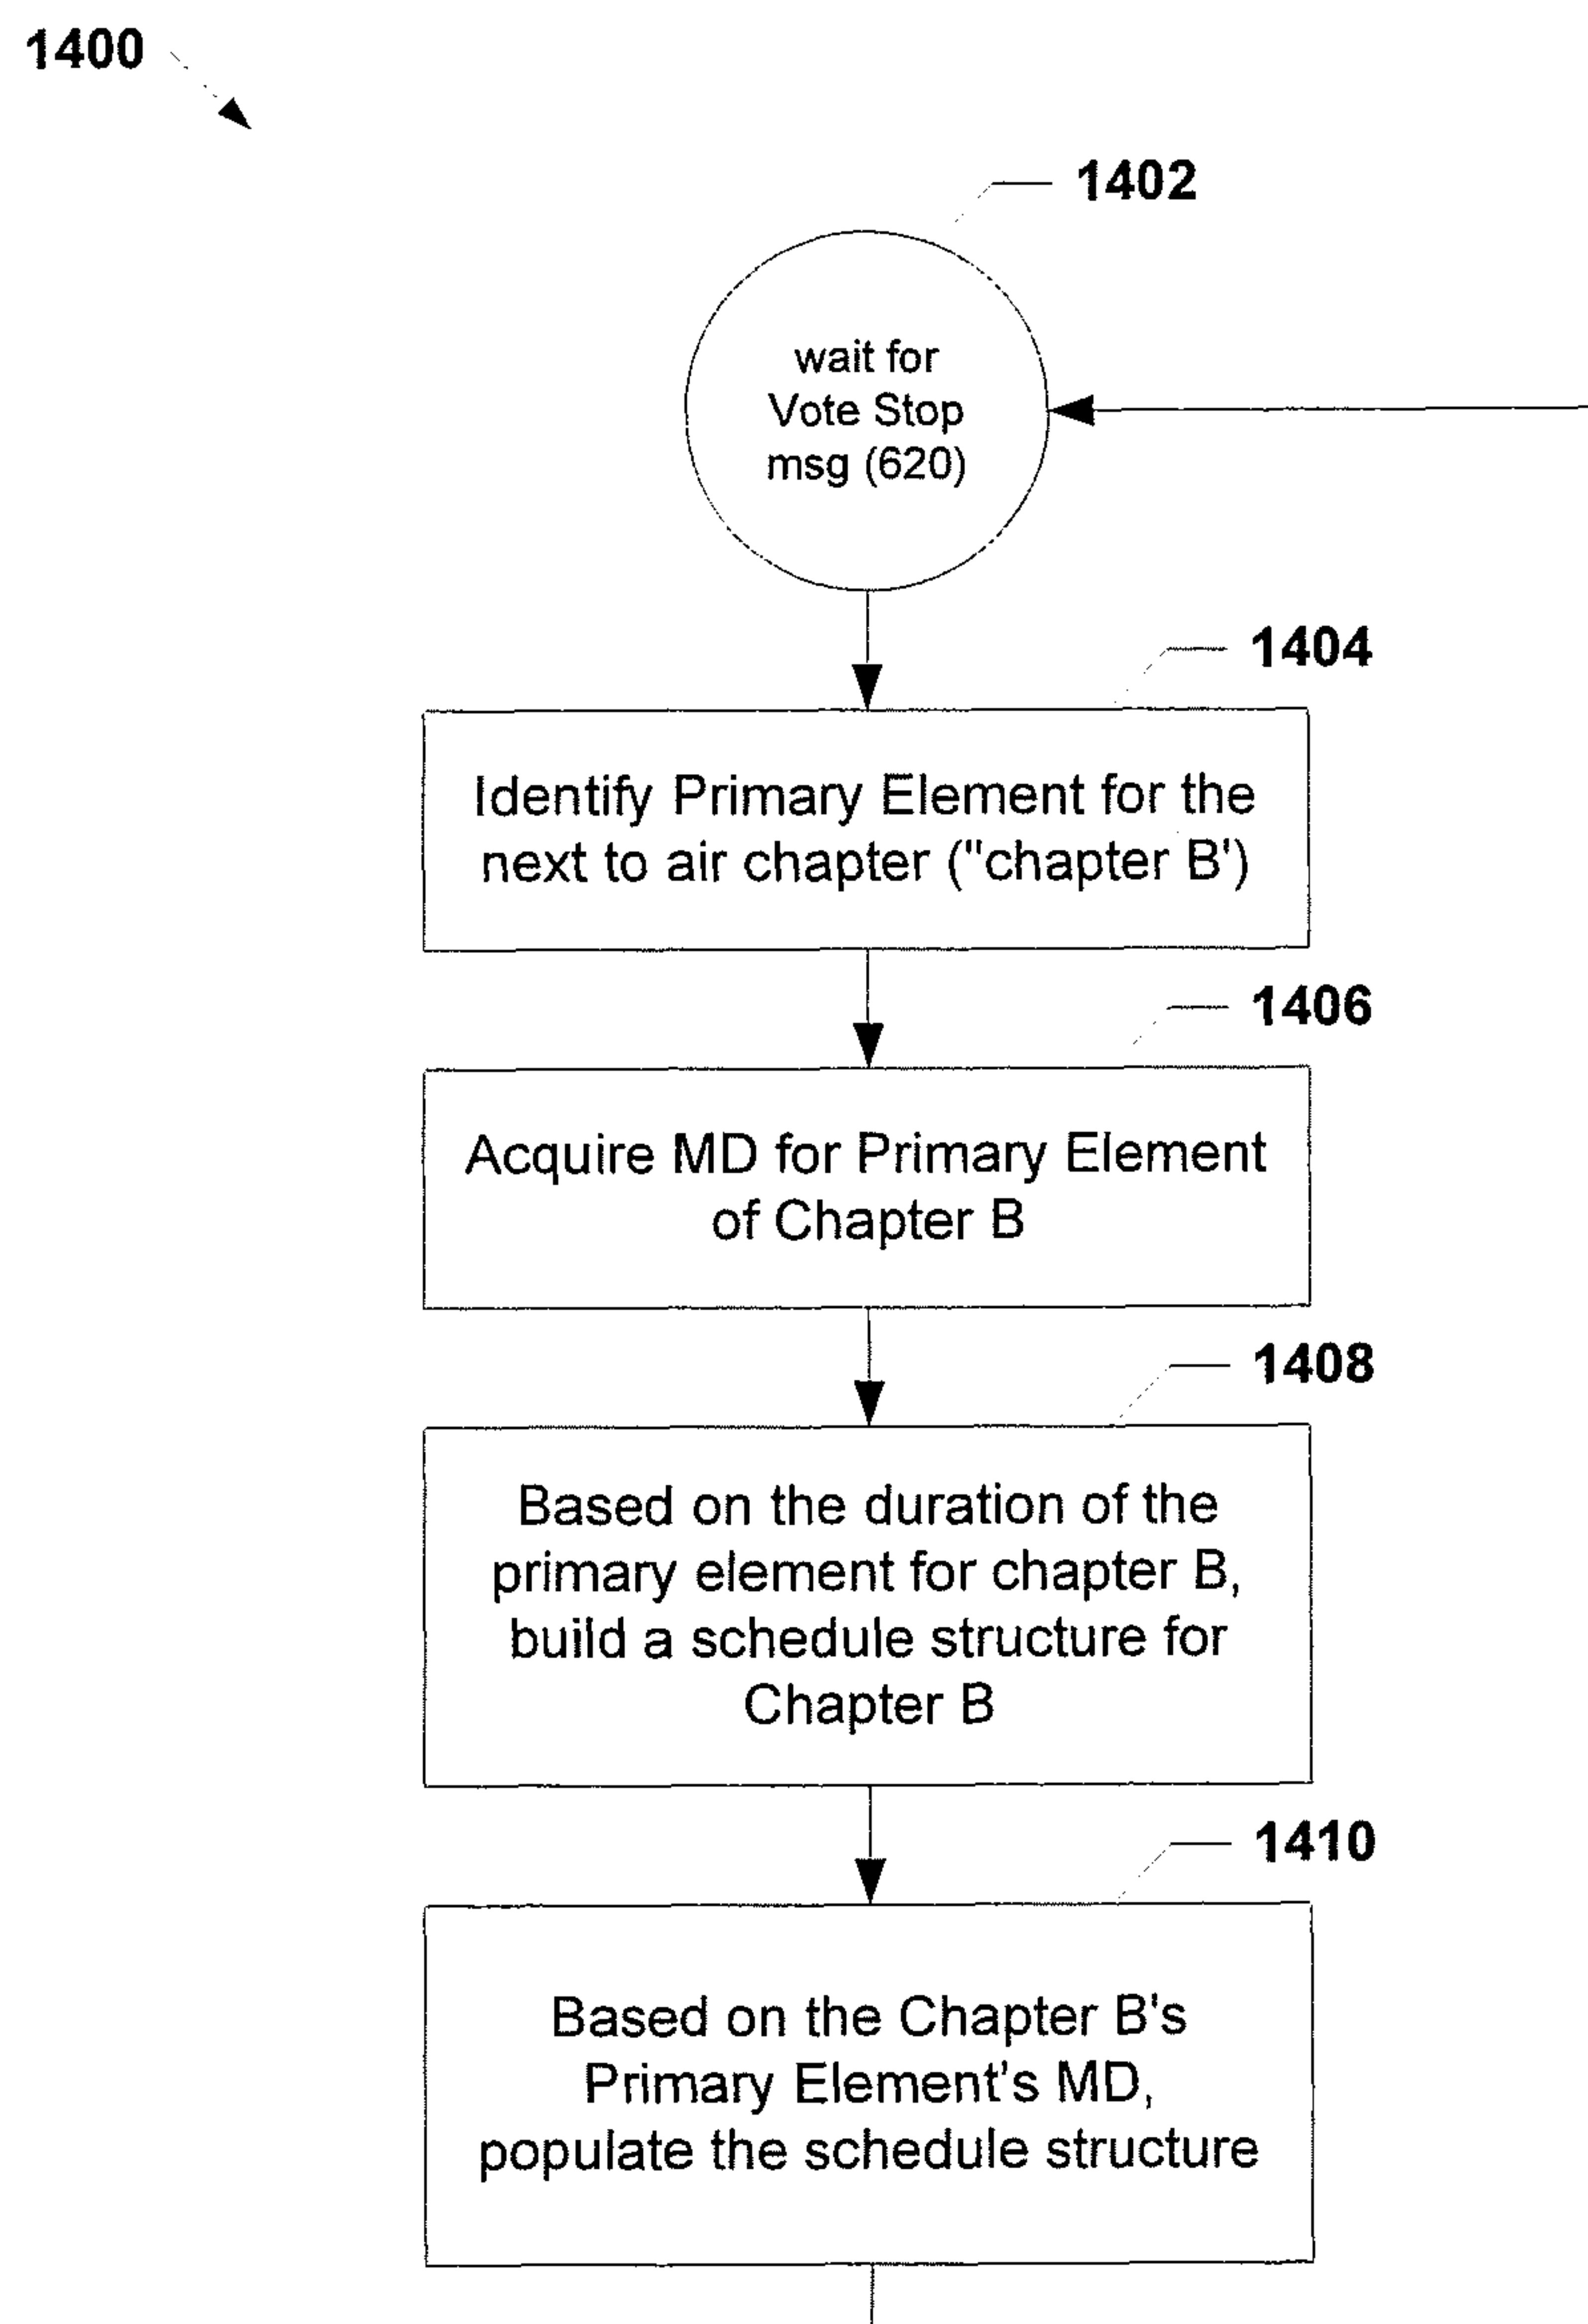 1400
1402
wait for
Vote Stop
msg (620)
1404
Identify Primary Element for the
next to air chapter ("chapter B')
1406
Acquire MD for Primary Element
of Chapter B
1408
Based on the duration of the
primary element for chapter B,
build a schedule structure for
Chapter B
1410
Based on the Chapter B's
Primary Element's MD,
populate the schedule structure